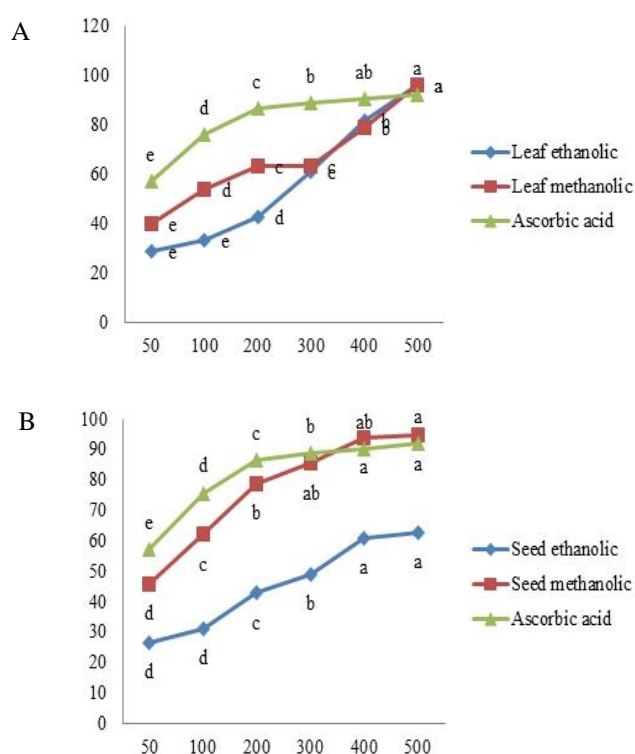 A
120
100
80
60
40
20
0
e
d
c
b
ab
a
a
b
b
c
c
c
d
d
e
e
e
50 100 200 300 400 500
Leaf ethanolic
Leaf methanolic
Ascorbic acid
B
100
90
80
70
60
50
40
30
20
10
0
e
d
c
b
ab
a
d
c
b
ab
a
a
d
d
c
b
a
a
50 100 200 300 400 500
Seed ethanolic
Seed methanolic
Ascorbic acid